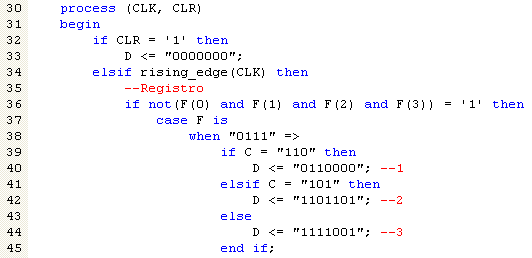 30 process (CLK, CLR)
31 begin
32 if CLR = '1' then
33 D <= "0000000";
34 elsif rising_edge(CLK) then
35 --Registro
36 if not(F(0) and F(1) and F(2) and F(3)) = '1' then
37 case F is
38 when "0111" =>
39 if C = "110" then
40 D <= "0110000"; --1
41 elsif C = "101" then
42 D <= "1101101"; --2
43 else
44 D <= "1111001"; --3
45 end if;